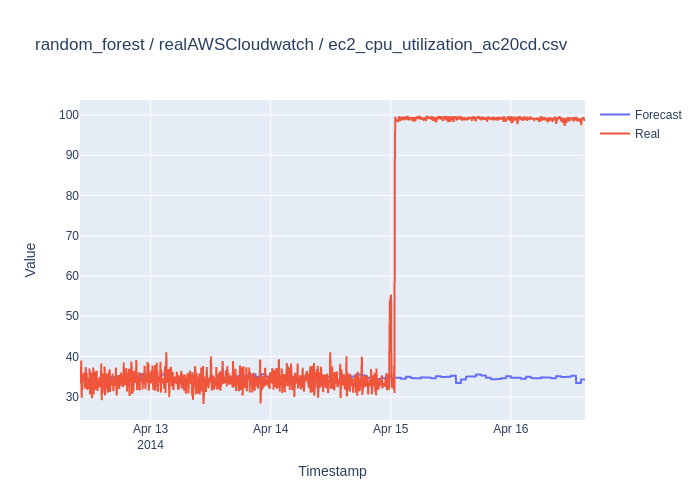 random_forest / realAWSCloudwatch / ec2_cpu_utilization_ac20cd.csv
Forecast
Real
Value
100
90
80
70
60
50
40
30
Apr 13
2014
Apr 14
Apr 15
Apr 16
Timestamp